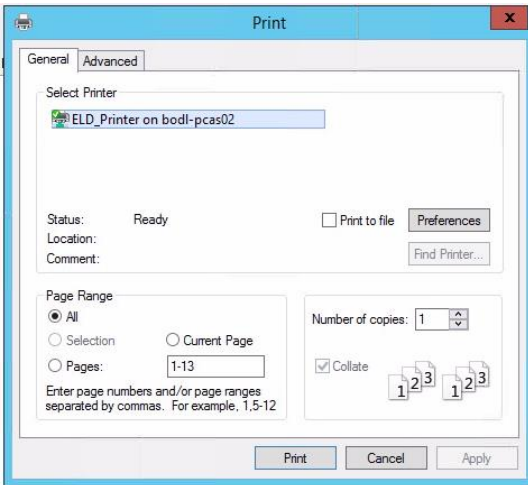 Print
x
General Advanced
Select Printer
ELD_Printer on bodl-pcas02
Status: Ready
Print to file
Preferences
Location:
Comment:
Find Printer...
Page Range
All
Selection
Current Page
Pages: 1-13
Enter page numbers and/or page ranges
separated by commas. For example, 1,5-12
Number of copies: 1
Collate
1 2 3 1 2 3
Print Cancel Apply